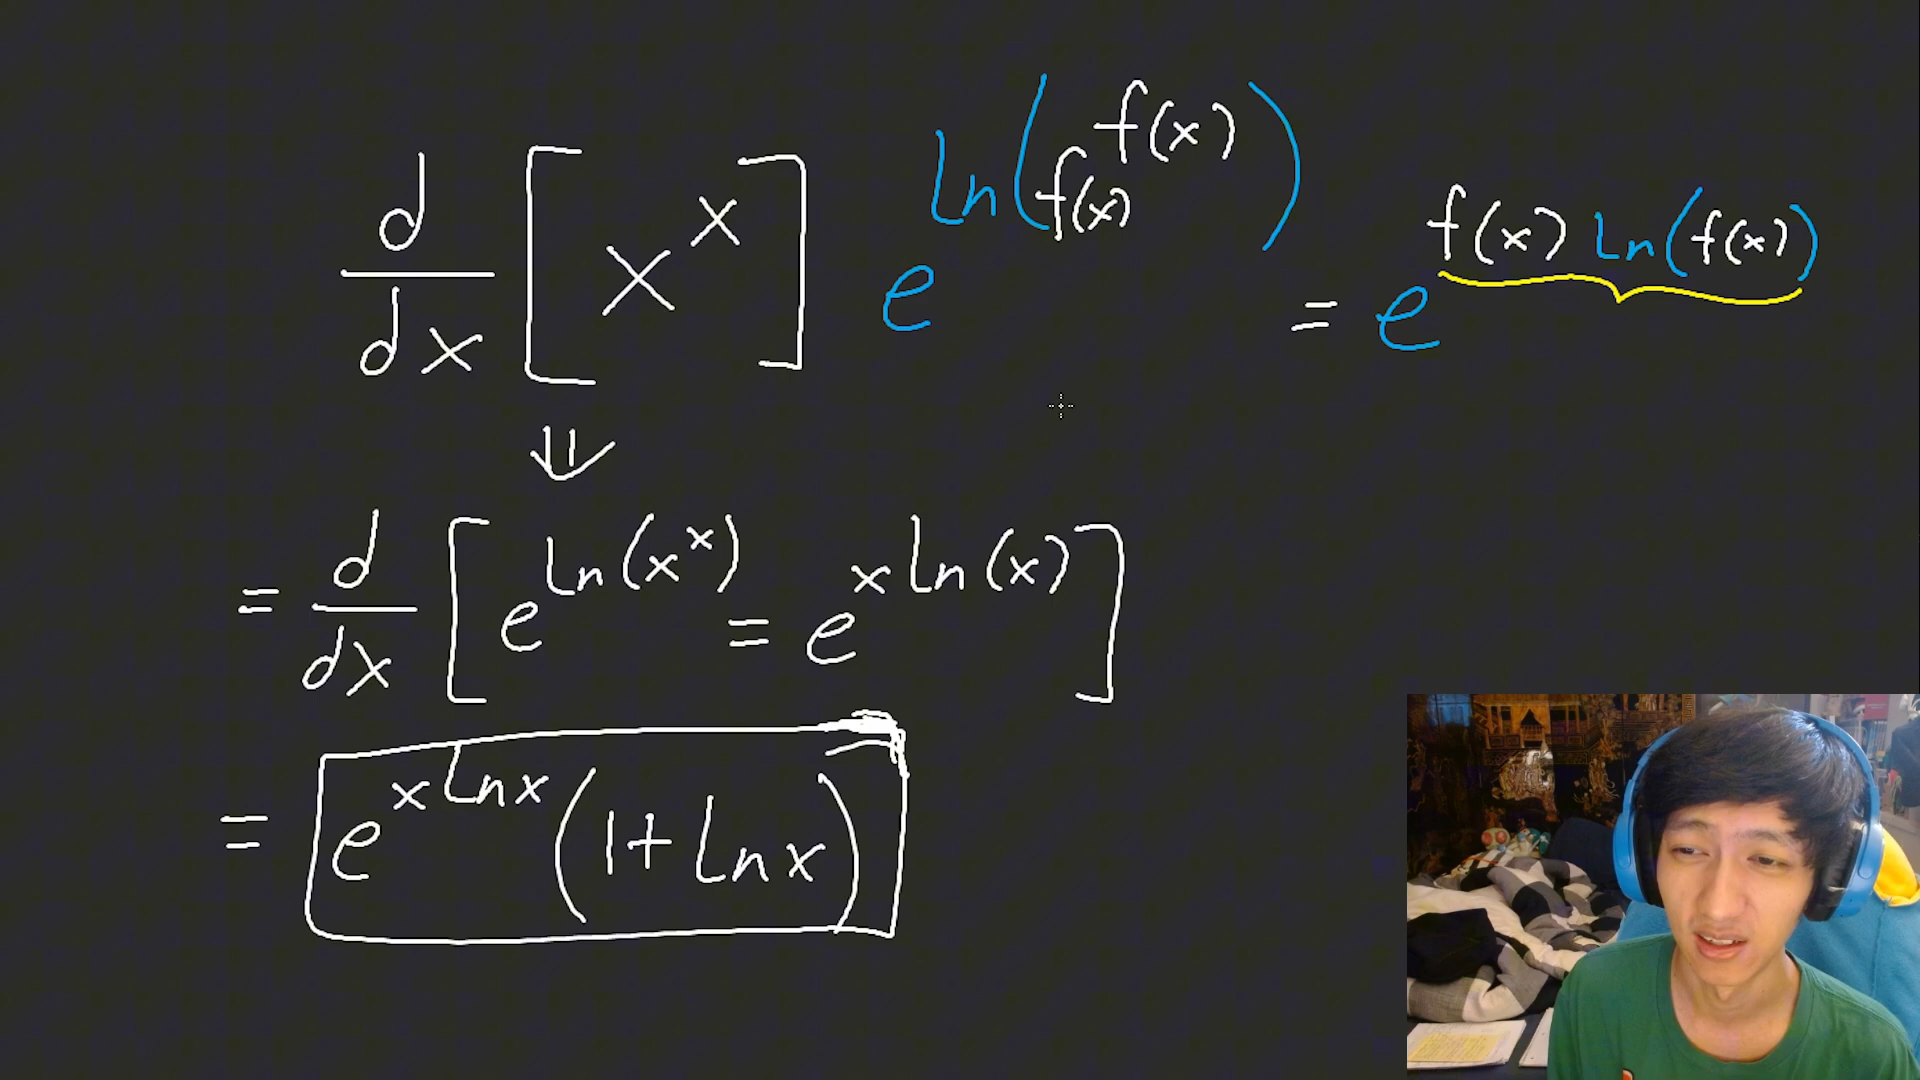 d/dx [x^x]
e^(ln(f(x)^f(x))) = e^(f(x) ln(f(x)))
⇓
= d/dx [e^(ln(x^x)) = e^(x ln(x))]
= e^(x ln x) (1 + ln x)